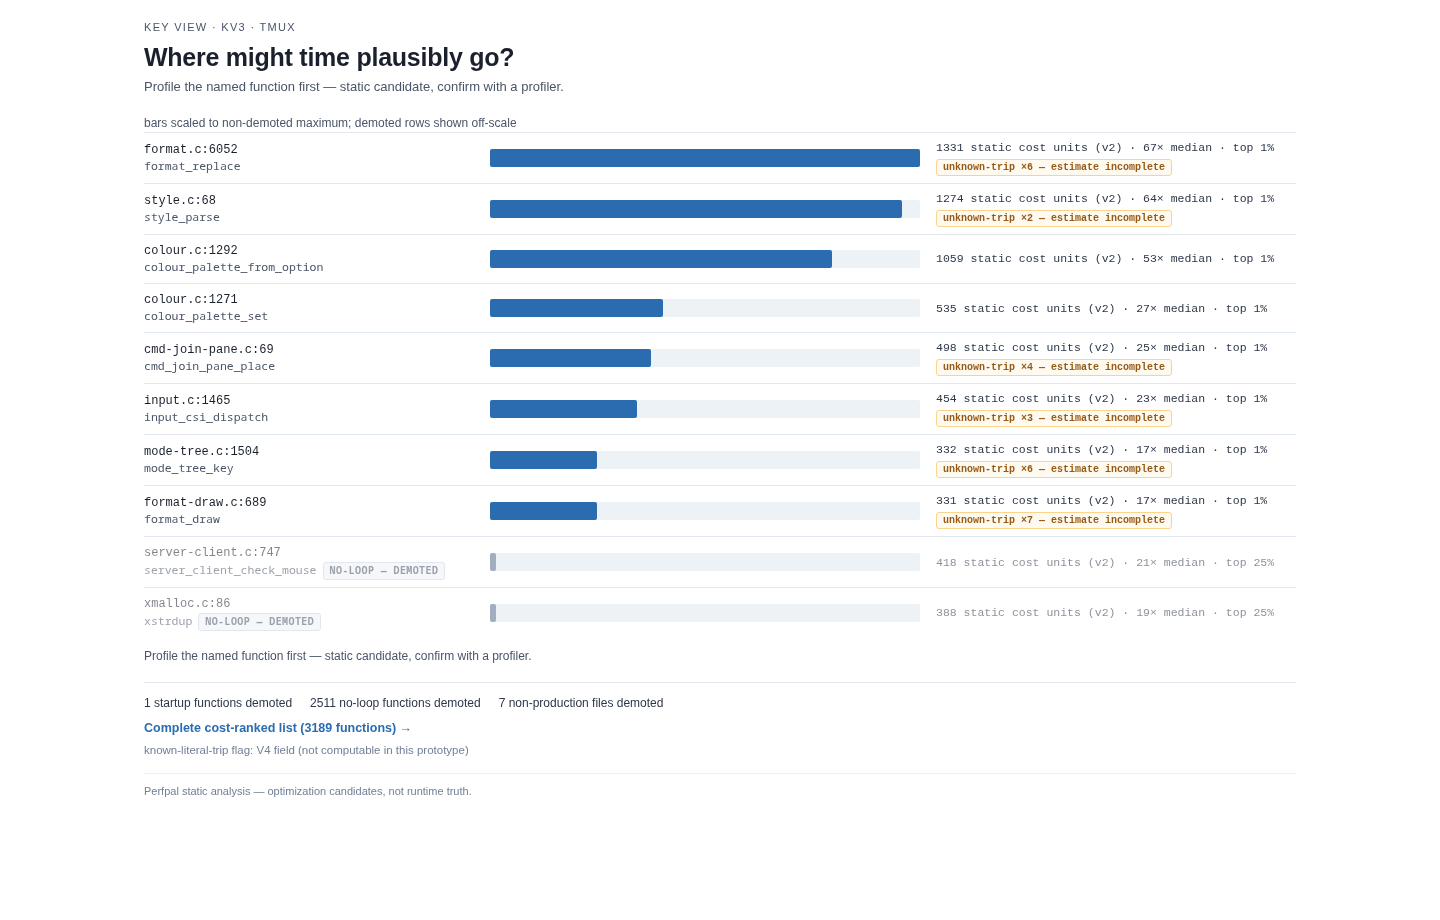 KEY VIEW · KV3 · TMUX
Where might time plausibly go?
Profile the named function first — static candidate, confirm with a profiler.
bars scaled to non-demoted maximum; demoted rows shown off-scale
format.c:6052
format_replace
1331 static cost units (v2) · 67× median · top 1%
unknown-trip ×6 — estimate incomplete
style.c:68
style_parse
1274 static cost units (v2) · 64× median · top 1%
unknown-trip ×2 — estimate incomplete
colour.c:1292
colour_palette_from_option
1059 static cost units (v2) · 53× median · top 1%
colour.c:1271
colour_palette_set
535 static cost units (v2) · 27× median · top 1%
cmd-join-pane.c:69
cmd_join_pane_place
498 static cost units (v2) · 25× median · top 1%
unknown-trip ×4 — estimate incomplete
input.c:1465
input_csi_dispatch
454 static cost units (v2) · 23× median · top 1%
unknown-trip ×3 — estimate incomplete
mode-tree.c:1504
mode_tree_key
332 static cost units (v2) · 17× median · top 1%
unknown-trip ×6 — estimate incomplete
format-draw.c:689
format_draw
331 static cost units (v2) · 17× median · top 1%
unknown-trip ×7 — estimate incomplete
server-client.c:747
server_client_check_mouse NO-LOOP — DEMOTED
418 static cost units (v2) · 21× median · top 25%
xmalloc.c:86
xstrdup NO-LOOP — DEMOTED
388 static cost units (v2) · 19× median · top 25%
Profile the named function first — static candidate, confirm with a profiler.
1 startup functions demoted 2511 no-loop functions demoted 7 non-production files demoted
Complete cost-ranked list (3189 functions) →
known-literal-trip flag: V4 field (not computable in this prototype)
Perfpal static analysis — optimization candidates, not runtime truth.